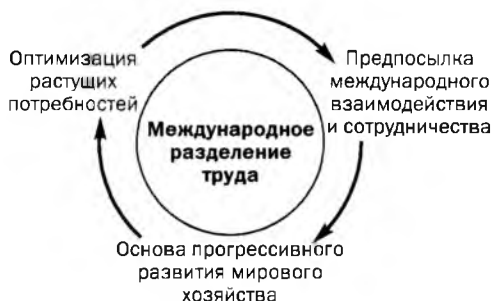 Оптимизация
растущих
потребностей
Предпосылка
международного
взаимодействия
и сотрудничества
Международное
разделение
труда
Основа прогрессивного
развития мирового
хозяйства